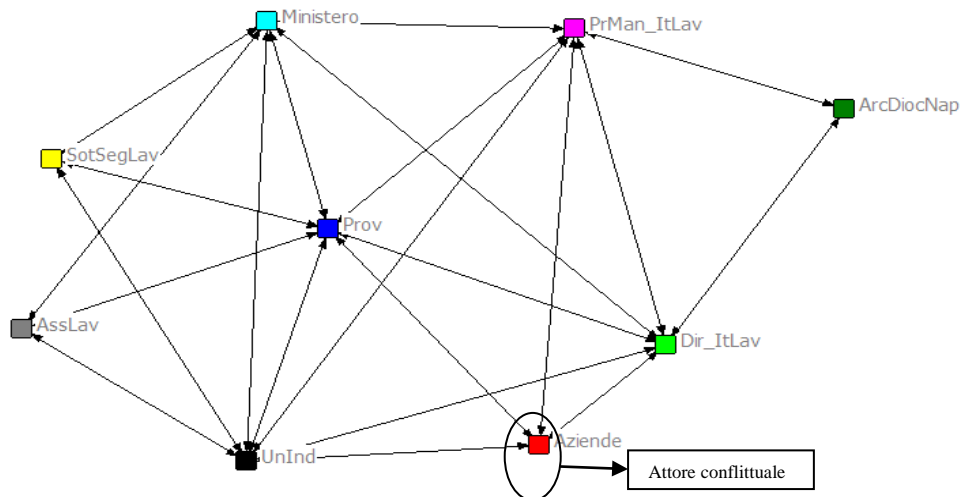 Ministero
PrMan_ItLav
ArcDiocNap
SotSegLav
Prov
AssLav
Dir_ItLav
UnInd
Aziende
Attore conflittuale